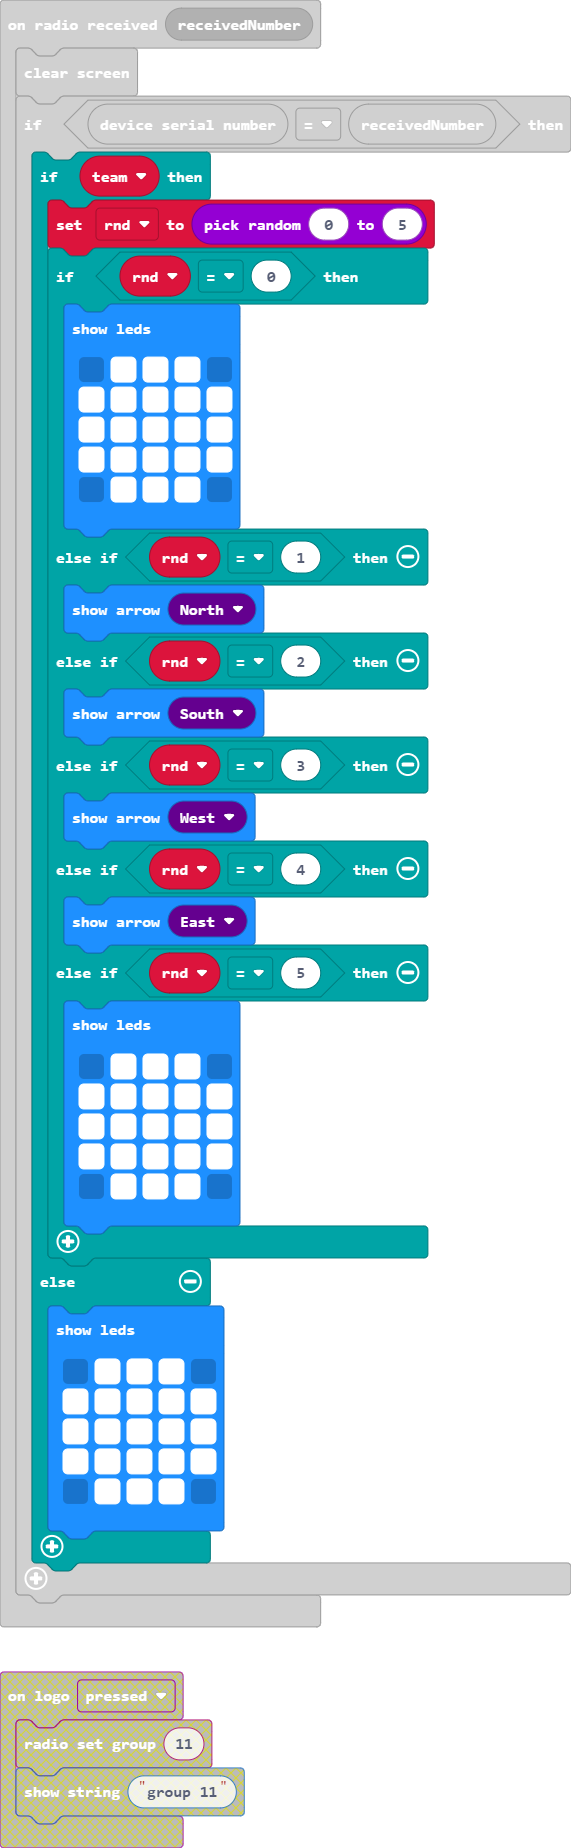 on radio received receivedNumber
clear screen
if device serial number = receivedNumber then
if team then
set rnd to pick random 0 to 5
if rnd = 0 then
show leds
else if rnd = 1 then
show arrow North
else if rnd = 2 then
show arrow South
else if rnd = 3 then
show arrow West
else if rnd = 4 then
show arrow East
else if rnd = 5 then
show leds
else
show leds
on logo pressed
radio set group 11
show string "group 11"